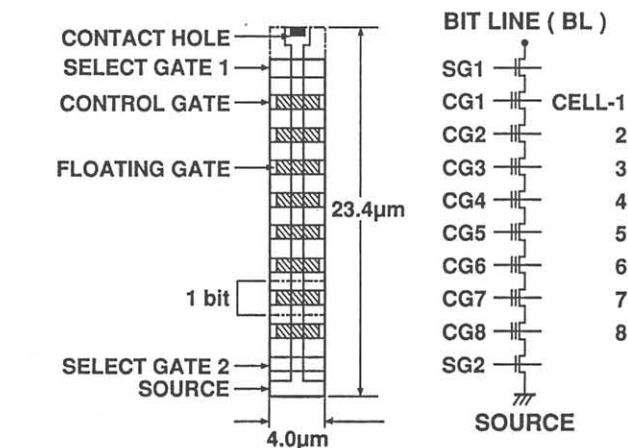 CONTACT HOLE
SELECT GATE 1
CONTROL GATE
FLOATING GATE
1 bit
SELECT GATE 2
SOURCE
23.4μm
4.0μm
BIT LINE ( BL )
SG1
CG1 CELL-1
CG2 2
CG3 3
CG4 4
CG5 5
CG6 6
CG7 7
CG8 8
SG2
SOURCE